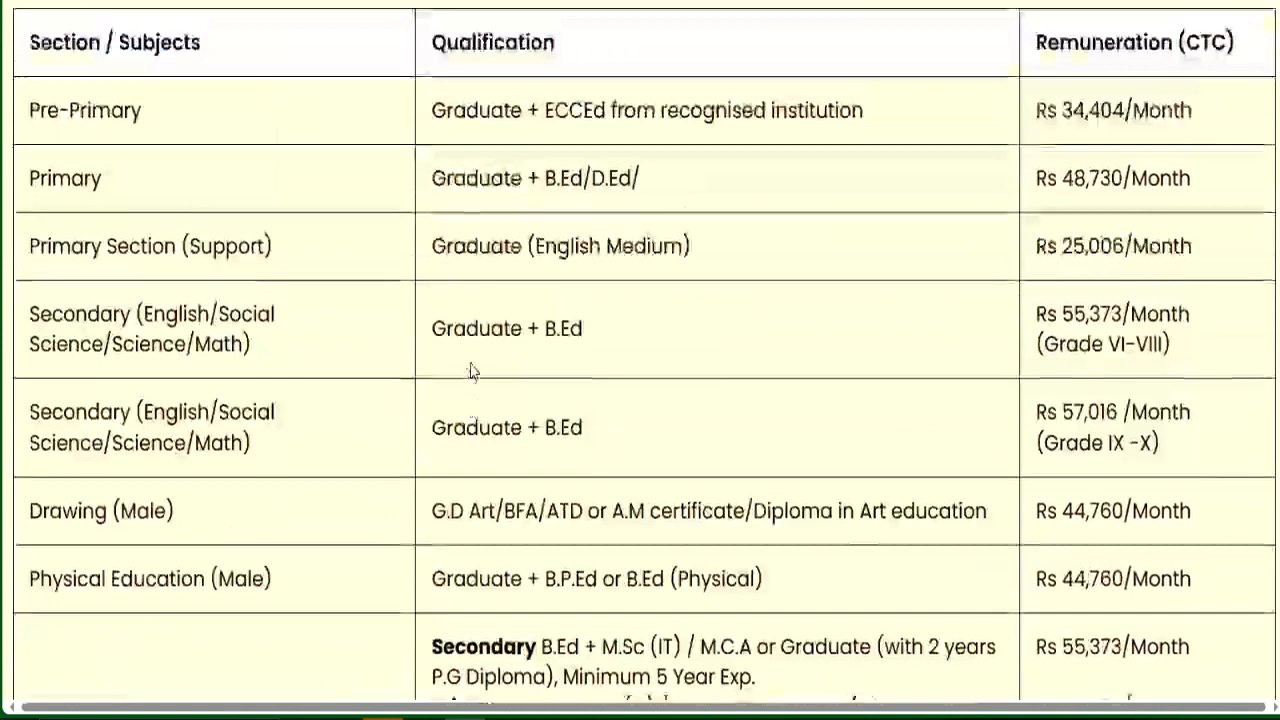 Section / Subjects
Qualification
Remuneration (CTC)
Pre-Primary
Graduate + ECCEd from recognised institution
Rs 34,404/Month
Primary
Graduate + B.Ed/D.Ed/
Rs 48,730/Month
Primary Section (Support)
Graduate (English Medium)
Rs 25,006/Month
Secondary (English/Social
Science/Science/Math)
Graduate + B.Ed
Rs 55,373/Month
(Grade VI-VIII)
Secondary (English/Social
Science/Science/Math)
Graduate + B.Ed
Rs 57,016 /Month
(Grade IX -X)
Drawing (Male)
G.D Art/BFA/ATD or A.M certificate/Diploma in Art education
Rs 44,760/Month
Physical Education (Male)
Graduate + B.P.Ed or B.Ed (Physical)
Rs 44,760/Month
Secondary B.Ed + M.Sc (IT) / M.C.A or Graduate (with 2 years
P.G Diploma), Minimum 5 Year Exp.
Rs 55,373/Month